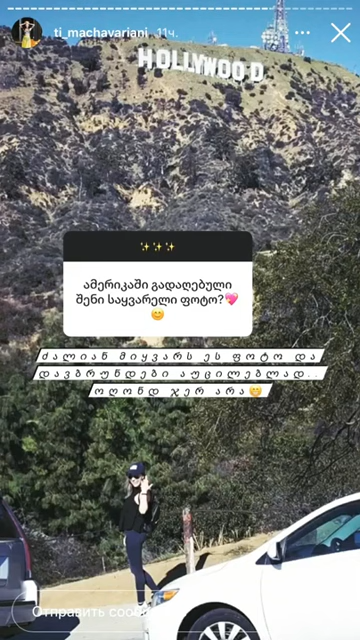 ti_machavariani 11ч.
HOLLYWOOD
✨✨✨
ამერიკაში გადაღებული
შენი საყვარელი ფოტო?💖
😊
ძალიან მიყვარს ეს ფოტო და
დავბრუნდები აუცილებლად..
ოღონდ ჯერ არა🤭
Отправить сооб